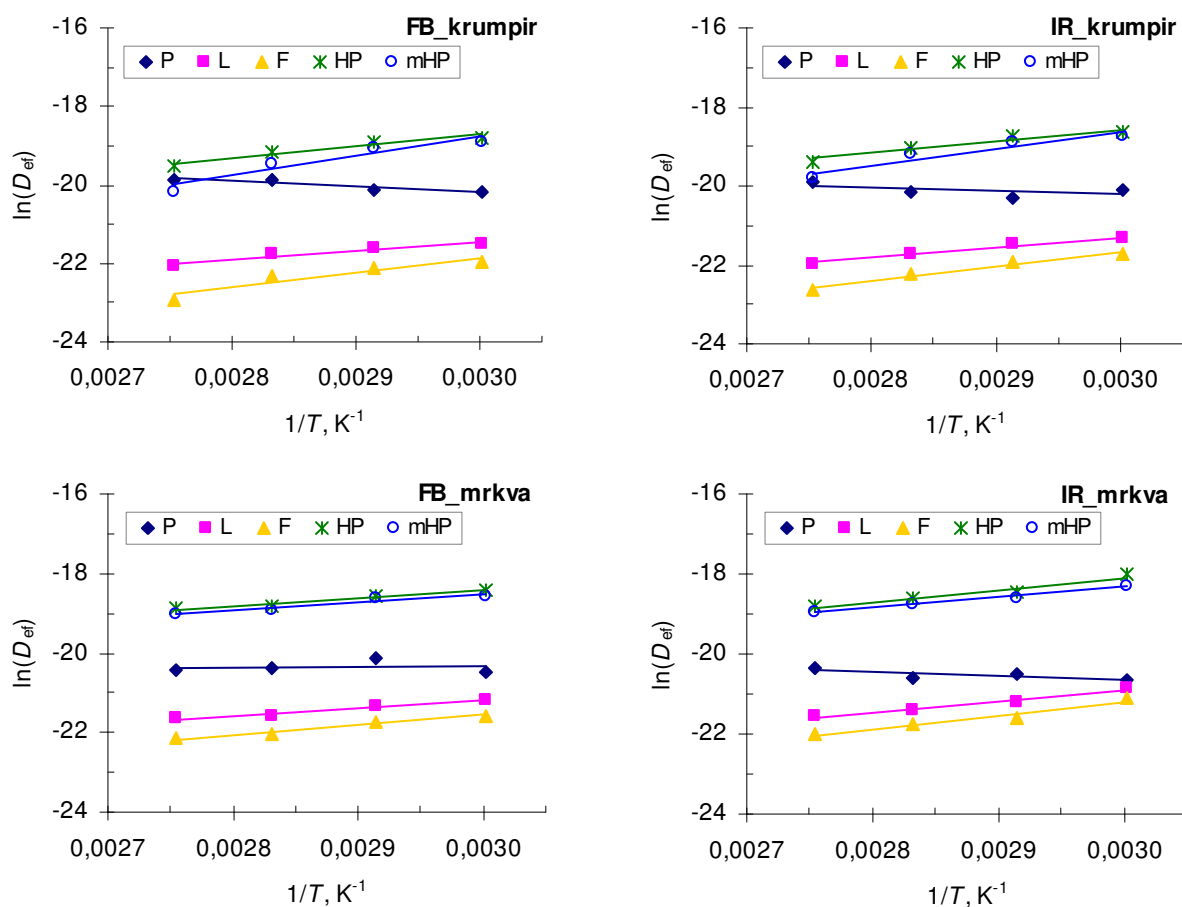 FB_krumpir
P L F HP mHP
-16
-18
-20
-22
-24
ln(D ef)
0,0027 0,0028 0,0029 0,0030
1/T, K-1
IR_krumpir
P L F HP mHP
-16
-18
-20
-22
-24
ln(D ef)
0,0027 0,0028 0,0029 0,0030
1/T, K-1
FB_mrkva
P L F HP mHP
-16
-18
-20
-22
-24
ln(D ef)
0,0027 0,0028 0,0029 0,0030
1/T, K-1
IR_mrkva
P L F HP mHP
-16
-18
-20
-22
-24
ln(D ef)
0,0027 0,0028 0,0029 0,0030
1/T, K-1